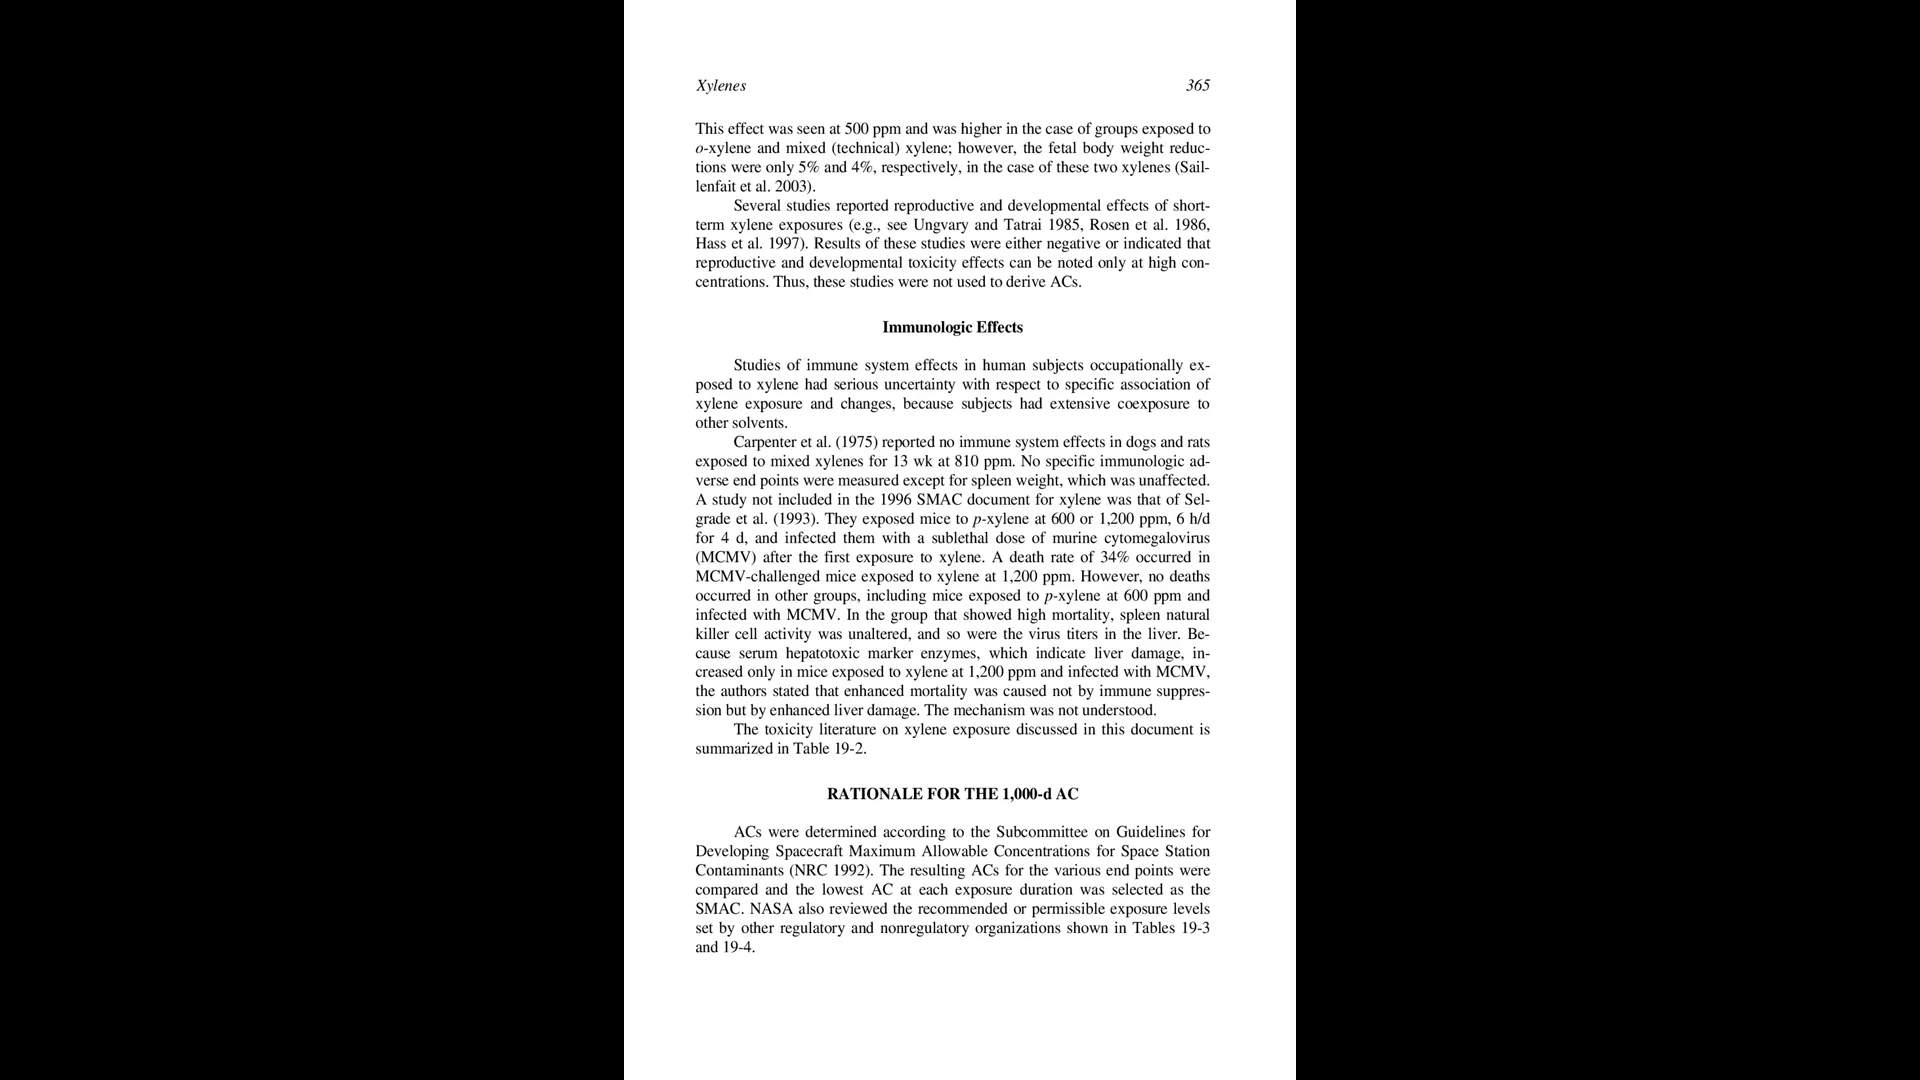 Xylenes 365
This effect was seen at 500 ppm and was higher in the case of groups exposed to
o-xylene and mixed (technical) xylene; however, the fetal body weight reduc-
tions were only 5% and 4%, respectively, in the case of these two xylenes (Sail-
lenfait et al. 2003).
Several studies reported reproductive and developmental effects of short-
term xylene exposures (e.g., see Ungvary and Tatrai 1985, Rosen et al. 1986,
Hass et al. 1997). Results of these studies were either negative or indicated that
reproductive and developmental toxicity effects can be noted only at high con-
centrations. Thus, these studies were not used to derive ACs.
Immunologic Effects
Studies of immune system effects in human subjects occupationally ex-
posed to xylene had serious uncertainty with respect to specific association of
xylene exposure and changes, because subjects had extensive coexposure to
other solvents.
Carpenter et al. (1975) reported no immune system effects in dogs and rats
exposed to mixed xylenes for 13 wk at 810 ppm. No specific immunologic ad-
verse end points were measured except for spleen weight, which was unaffected.
A study not included in the 1996 SMAC document for xylene was that of Sel-
grade et al. (1993). They exposed mice to p-xylene at 600 or 1,200 ppm, 6 h/d
for 4 d, and infected them with a sublethal dose of murine cytomegalovirus
(MCMV) after the first exposure to xylene. A death rate of 34% occurred in
MCMV-challenged mice exposed to xylene at 1,200 ppm. However, no deaths
occurred in other groups, including mice exposed to p-xylene at 600 ppm and
infected with MCMV. In the group that showed high mortality, spleen natural
killer cell activity was unaltered, and so were the virus titers in the liver. Be-
cause serum hepatotoxic marker enzymes, which indicate liver damage, in-
creased only in mice exposed to xylene at 1,200 ppm and infected with MCMV,
the authors stated that enhanced mortality was caused not by immune suppres-
sion but by enhanced liver damage. The mechanism was not understood.
The toxicity literature on xylene exposure discussed in this document is
summarized in Table 19-2.
RATIONALE FOR THE 1,000-d AC
ACs were determined according to the Subcommittee on Guidelines for
Developing Spacecraft Maximum Allowable Concentrations for Space Station
Contaminants (NRC 1992). The resulting ACs for the various end points were
compared and the lowest AC at each exposure duration was selected as the
SMAC. NASA also reviewed the recommended or permissible exposure levels
set by other regulatory and nonregulatory organizations shown in Tables 19-3
and 19-4.